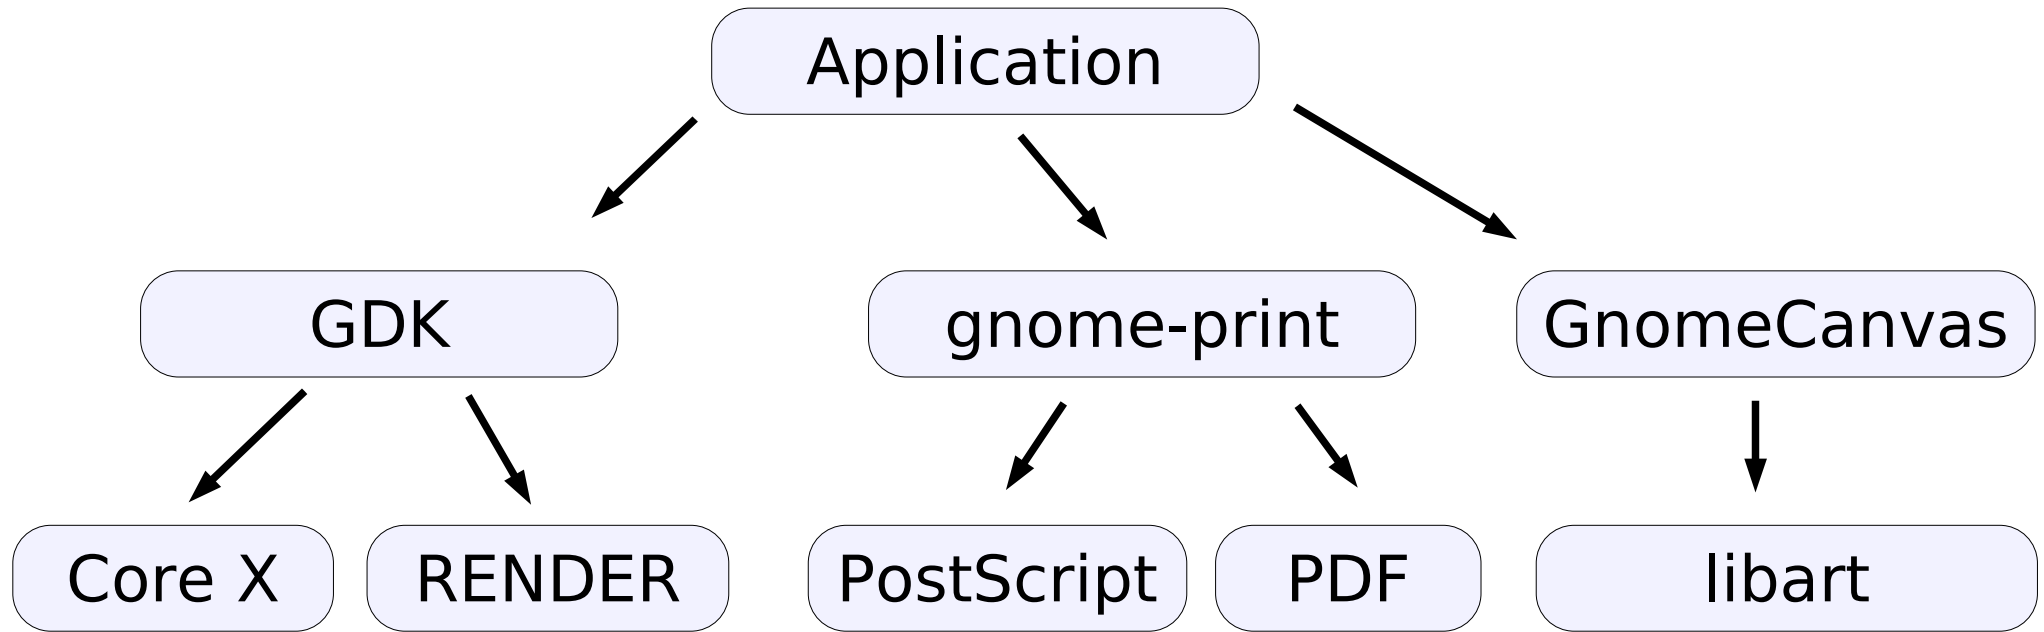 Application
GDK
gnome-print
GnomeCanvas
Core X
RENDER
PostScript
PDF
libart